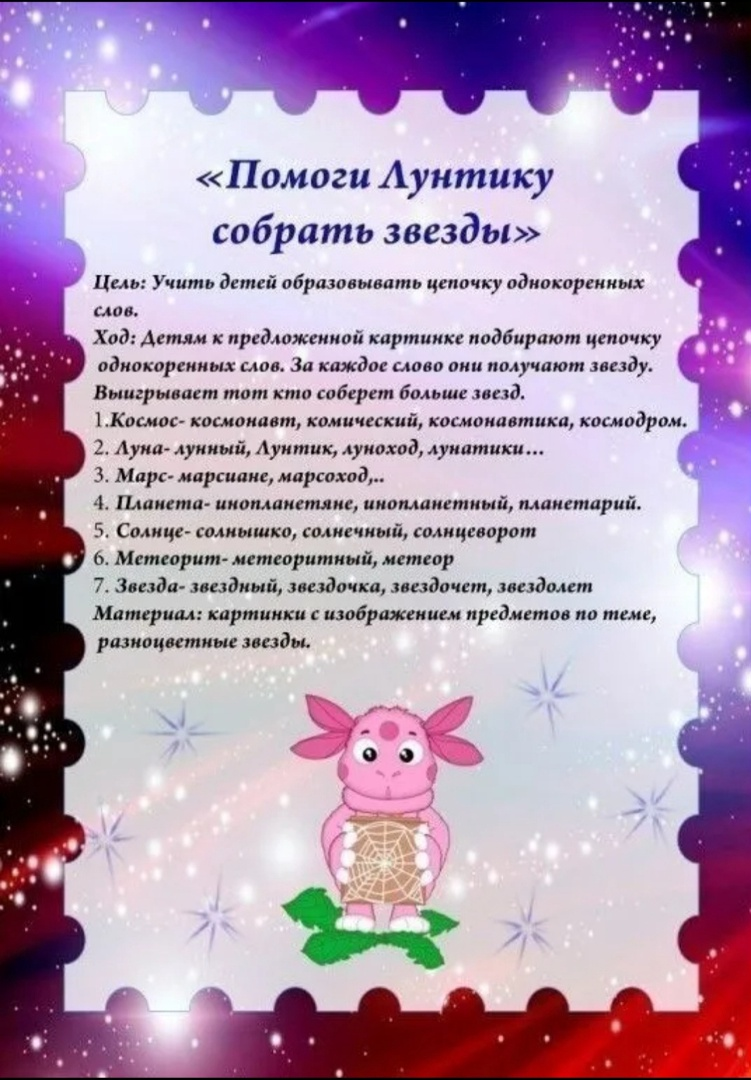 «Помоги Лунтику
собрать звезды»
Цель: Учить детей образовывать цепочку однокоренных
слов.
Ход: Детям к предложенной картинке подбирают цепочку
однокоренных слов. За каждое слово они получают звезду.
Выигрывает тот кто соберет больше звезд.
1.Космос- космонавт, комический, космонавтика, космодром.
2. Луна- лунный, Лунтик, луноход, лунатики...
3. Марс- марсиане, марсоход,..
4. Планета- инопланетяне, инопланетный, планетарий.
5. Солнце- солнышко, солнечный, солнцеворот
6. Метеорит- метеоритный, метеор
7. Звезда- звездный, звездочка, звездочет, звездолет
Материал: картинки с изображением предметов по теме,
разноцветные звезды.